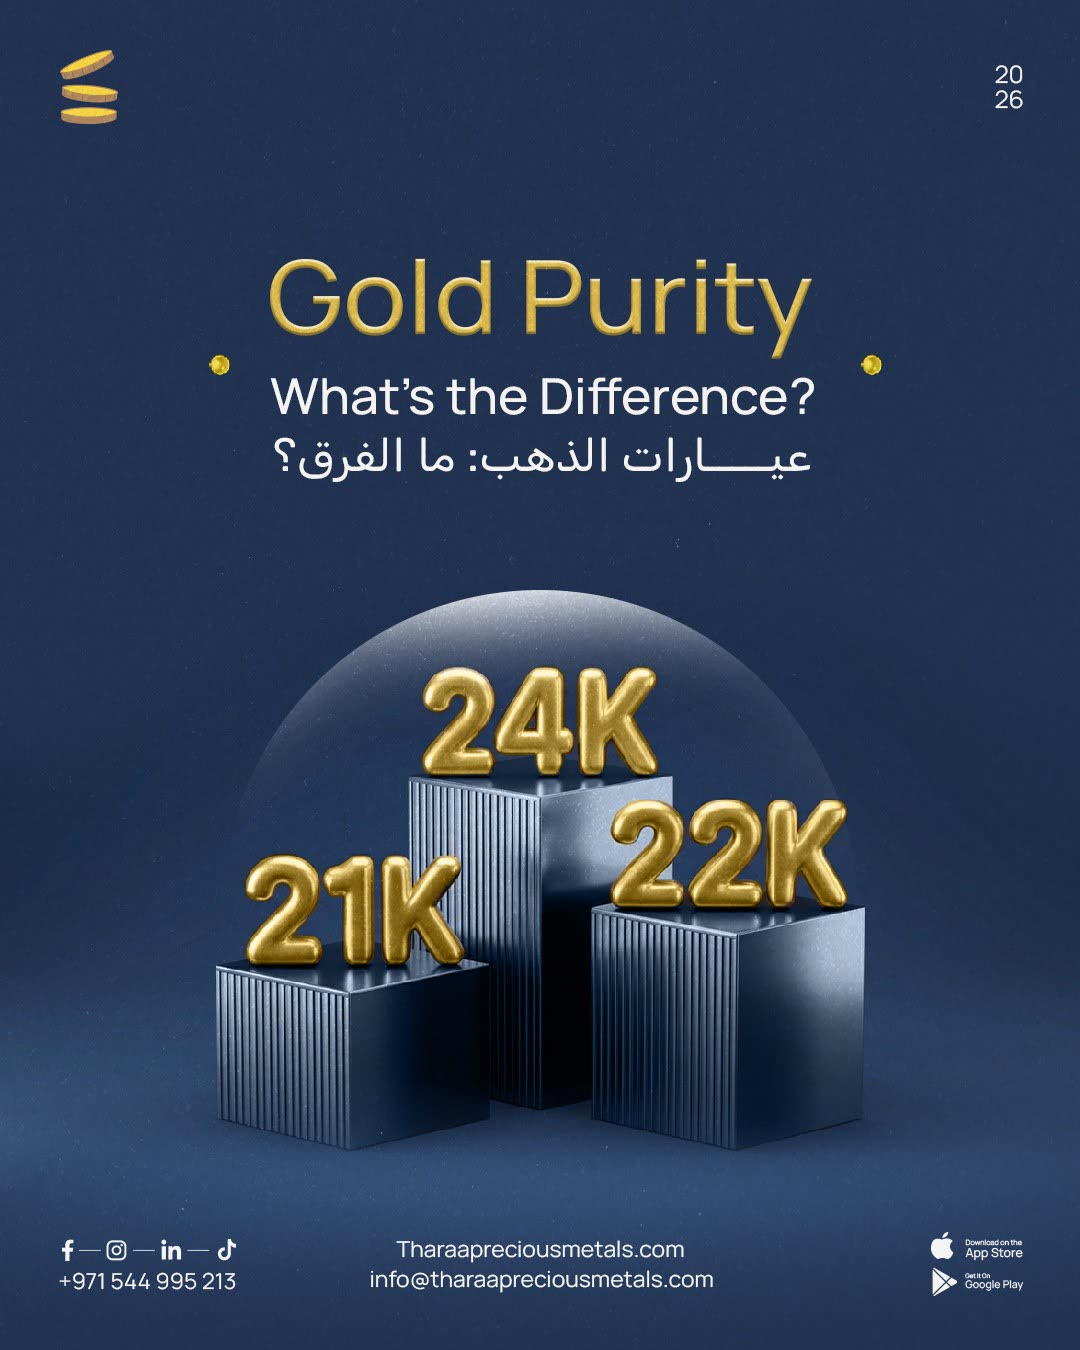 20
26
Gold Purity
What's the Difference?
عيـــارات الذهب: ما الفرق؟
24K
22K
21K
+971 544 995 213
Tharaapreciousmetals.com
info@tharaapreciousmetals.com
Download on the
App Store
Get It On
Google Play